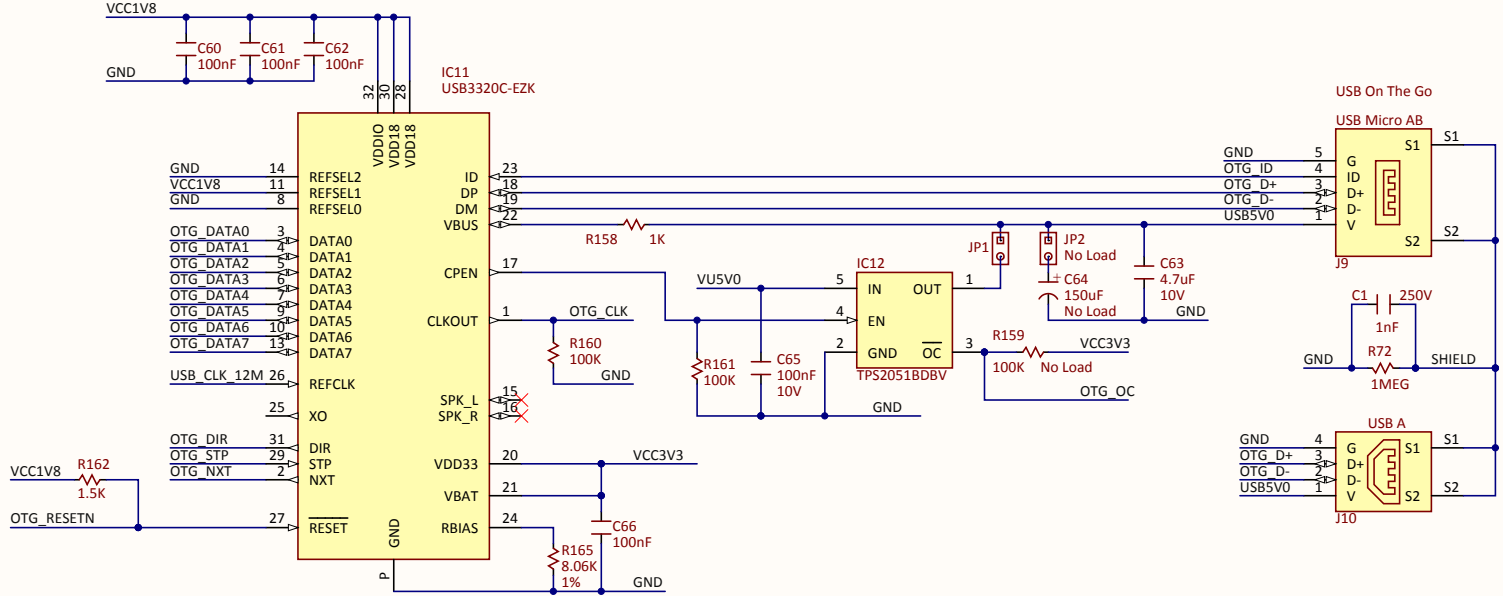 VCC1V8
C60
100nF
C61
100nF
C62
100nF
GND
IC11
USB3320C-EZK
32
30
28
VDDIO
VDD18
VDD18
GND
14
REFSEL2
VCC1V8
11
REFSEL1
GND
8
REFSEL0
OTG_DATA0
3
DATA0
OTG_DATA1
4
DATA1
OTG_DATA2
5
DATA2
OTG_DATA3
6
DATA3
OTG_DATA4
7
DATA4
OTG_DATA5
9
DATA5
OTG_DATA6
10
DATA6
OTG_DATA7
13
DATA7
USB_CLK_12M
26
REFCLK
25
XO
OTG_DIR
31
DIR
OTG_STP
29
STP
OTG_NXT
2
NXT
VCC1V8
R162
1.5K
OTG_RESETN
27
RESET
GND
P
ID
23
DP
18
DM
19
VBUS
22
CPEN
17
CLKOUT
1
SPK_L
15
SPK_R
16
VDD33
20
VBAT
21
RBIAS
24
R158
1K
OTG_CLK
R160
100K
GND
VCC3V3
C66
100nF
R165
8.06K
1%
GND
VU5V0
R161
100K
C65
100nF
10V
IC12
5
IN
OUT
1
4
EN
2
GND
OC
3
TPS2051BDBV
GND
JP1
JP2
No Load
C64
+
150uF
No Load
C63
4.7uF
10V
GND
R159
100K
No Load
VCC3V3
OTG_OC
USB On The Go
USB Micro AB
GND
5
G
S1
S1
OTG_ID
4
ID
OTG_D+
3
D+
OTG_D-
2
D-
USB5V0
1
V
S2
S2
J9
C1
250V
1nF
GND
R72
SHIELD
1MEG
USB A
GND
4
G
S1
S1
OTG_D+
3
D+
OTG_D-
2
D-
USB5V0
1
V
S2
S2
J10